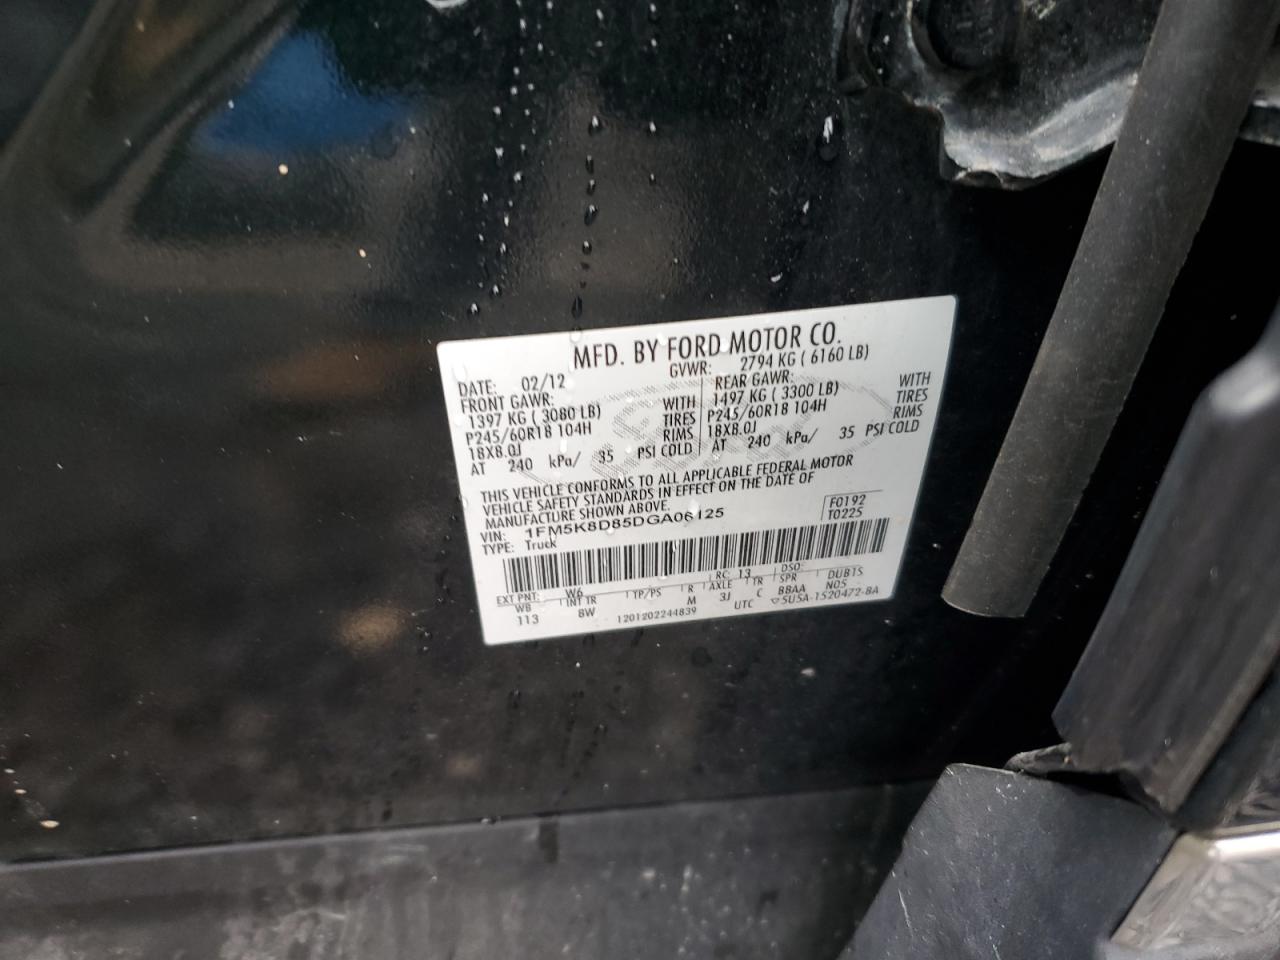 MFD. BY FORD MOTOR CO.
DATE: 02/12 GVWR: 2794 KG ( 6160 LB)
FRONT GAWR: REAR GAWR:
1397 KG ( 3080 LB) WITH 1497 KG ( 3300 LB) WITH
P245/60R18 104H TIRES P245/60R18 104H TIRES
18X8.0J RIMS 18X8.0J RIMS
AT 240 kPa/ 35 PSI COLD AT 240 kPa/ 35 PSI COLD
THIS VEHICLE CONFORMS TO ALL APPLICABLE FEDERAL MOTOR
VEHICLE SAFETY STANDARDS IN EFFECT ON THE DATE OF
MANUFACTURE SHOWN ABOVE.
VIN: 1FM5K8D85DGA06125 F0192
TYPE: Truck T0225
EXT PNT: W6 RC: 13 DSO:
WB INT TR TP/PS R AXLE TR SPR DUB1S
113 8W M 3J C BBAA N05
1201202244839 UTC ▽5U5A-1520472-BA
Ford